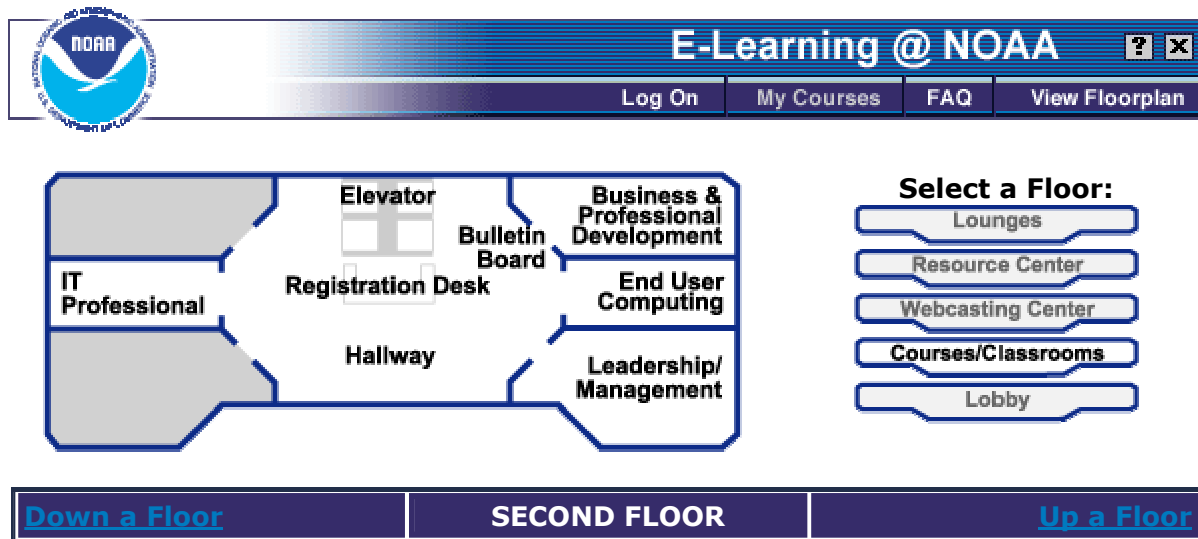 NOAA
E-Learning @ NOAA ? X
Log On My Courses FAQ View Floorplan
Elevator
Business &
Professional
Development
Bulletin
Board
IT
Professional
Registration Desk
End User
Computing
Hallway
Leadership/
Management
Select a Floor:
Lounges
Resource Center
Webcasting Center
Courses/Classrooms
Lobby
Down a Floor SECOND FLOOR Up a Floor